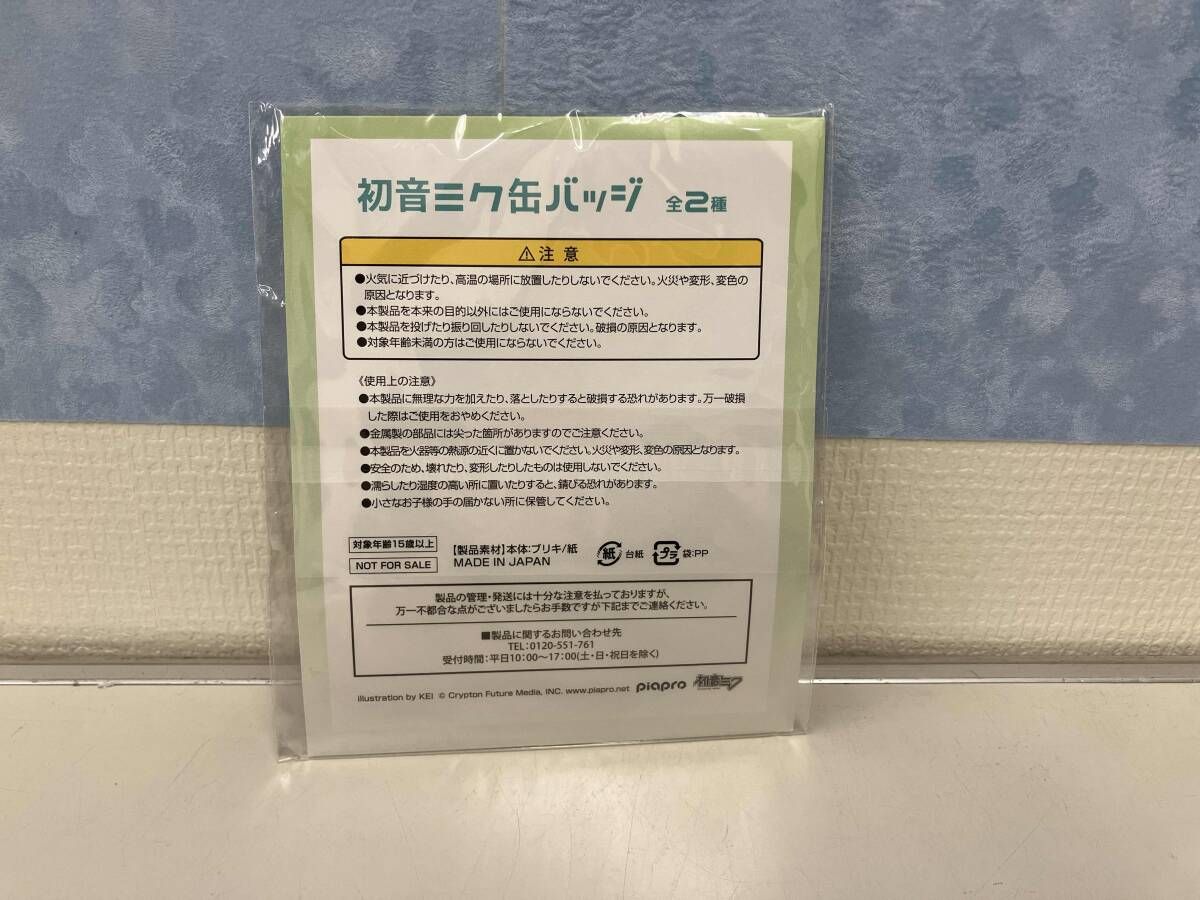 初音ミク缶バッジ 全2種
⚠注意
●火気に近づけたり、高温の場所に放置したりしないでください。火災や変形、変色の
原因となります。
●本製品を本来の目的以外にはご使用にならないでください。
●本製品を投げたり振り回したりしないでください。破損の原因となります。
●対象年齢未満の方はご使用にならないでください。
《使用上の注意》
●本製品に無理な力を加えたり、落としたりすると破損する恐れがあります。万一破損
した際はご使用をおやめください。
●金属製の部品には尖った箇所がありますのでご注意ください。
●本製品を火器等の熱源の近くに置かないでください。火災や変形、変色の原因となります。
●安全のため、壊れたり、変形したりしたものは使用しないでください。
●濡らしたり湿度の高い所に置いたりすると、錆びる恐れがあります。
●小さなお子様の手の届かない所に保管してください。
対象年齢15歳以上
NOT FOR SALE
【製品素材】本体:ブリキ/紙
MADE IN JAPAN
紙 台紙 プラ 袋:PP
製品の管理・発送には十分な注意を払っておりますが、
万一不都合な点がございましたらお手数ですが下記までご連絡ください。
■製品に関するお問い合わせ先
TEL:0120-551-761
受付時間:平日10:00〜17:00(土・日・祝日を除く)
illustration by KEI © Crypton Future Media, INC. www.piapro.net piapro 初音ミク